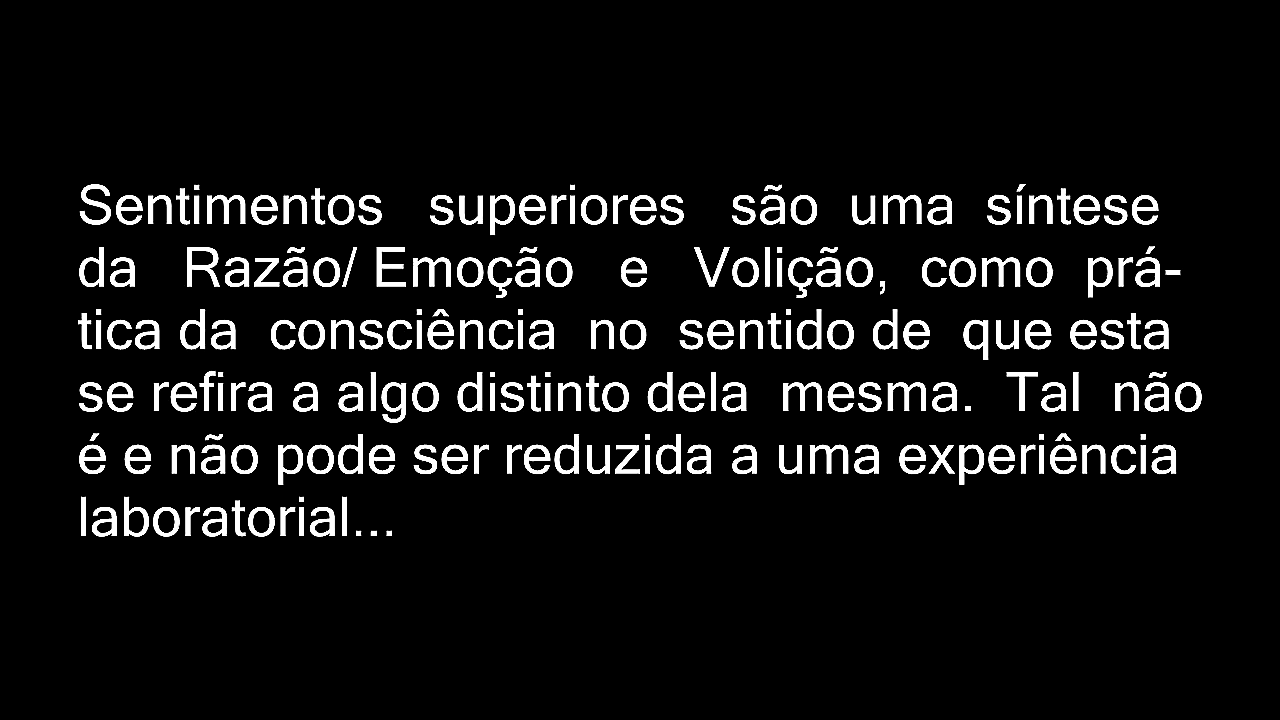 Sentimentos superiores são uma síntese
da Razão/ Emoção e Volição, como prá-
tica da consciência no sentido de que esta
se refira a algo distinto dela mesma. Tal não
é e não pode ser reduzida a uma experiência
laboratorial...